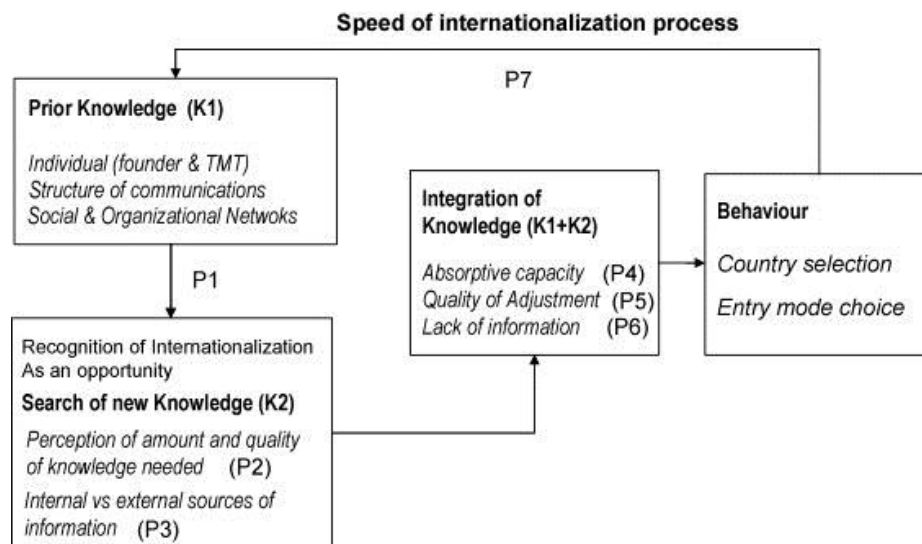 Speed of internationalization process
P7
Prior Knowledge (K1)
Individual (founder & TMT)
Structure of communications
Social & Organizational Netwoks
P1
Recognition of Internationalization
As an opportunity
Search of new Knowledge (K2)
Perception of amount and quality
of knowledge needed (P2)
Internal vs external sources of
information (P3)
Integration of
Knowledge (K1+K2)
Absorptive capacity (P4)
Quality of Adjustment (P5)
Lack of information (P6)
Behaviour
Country selection
Entry mode choice